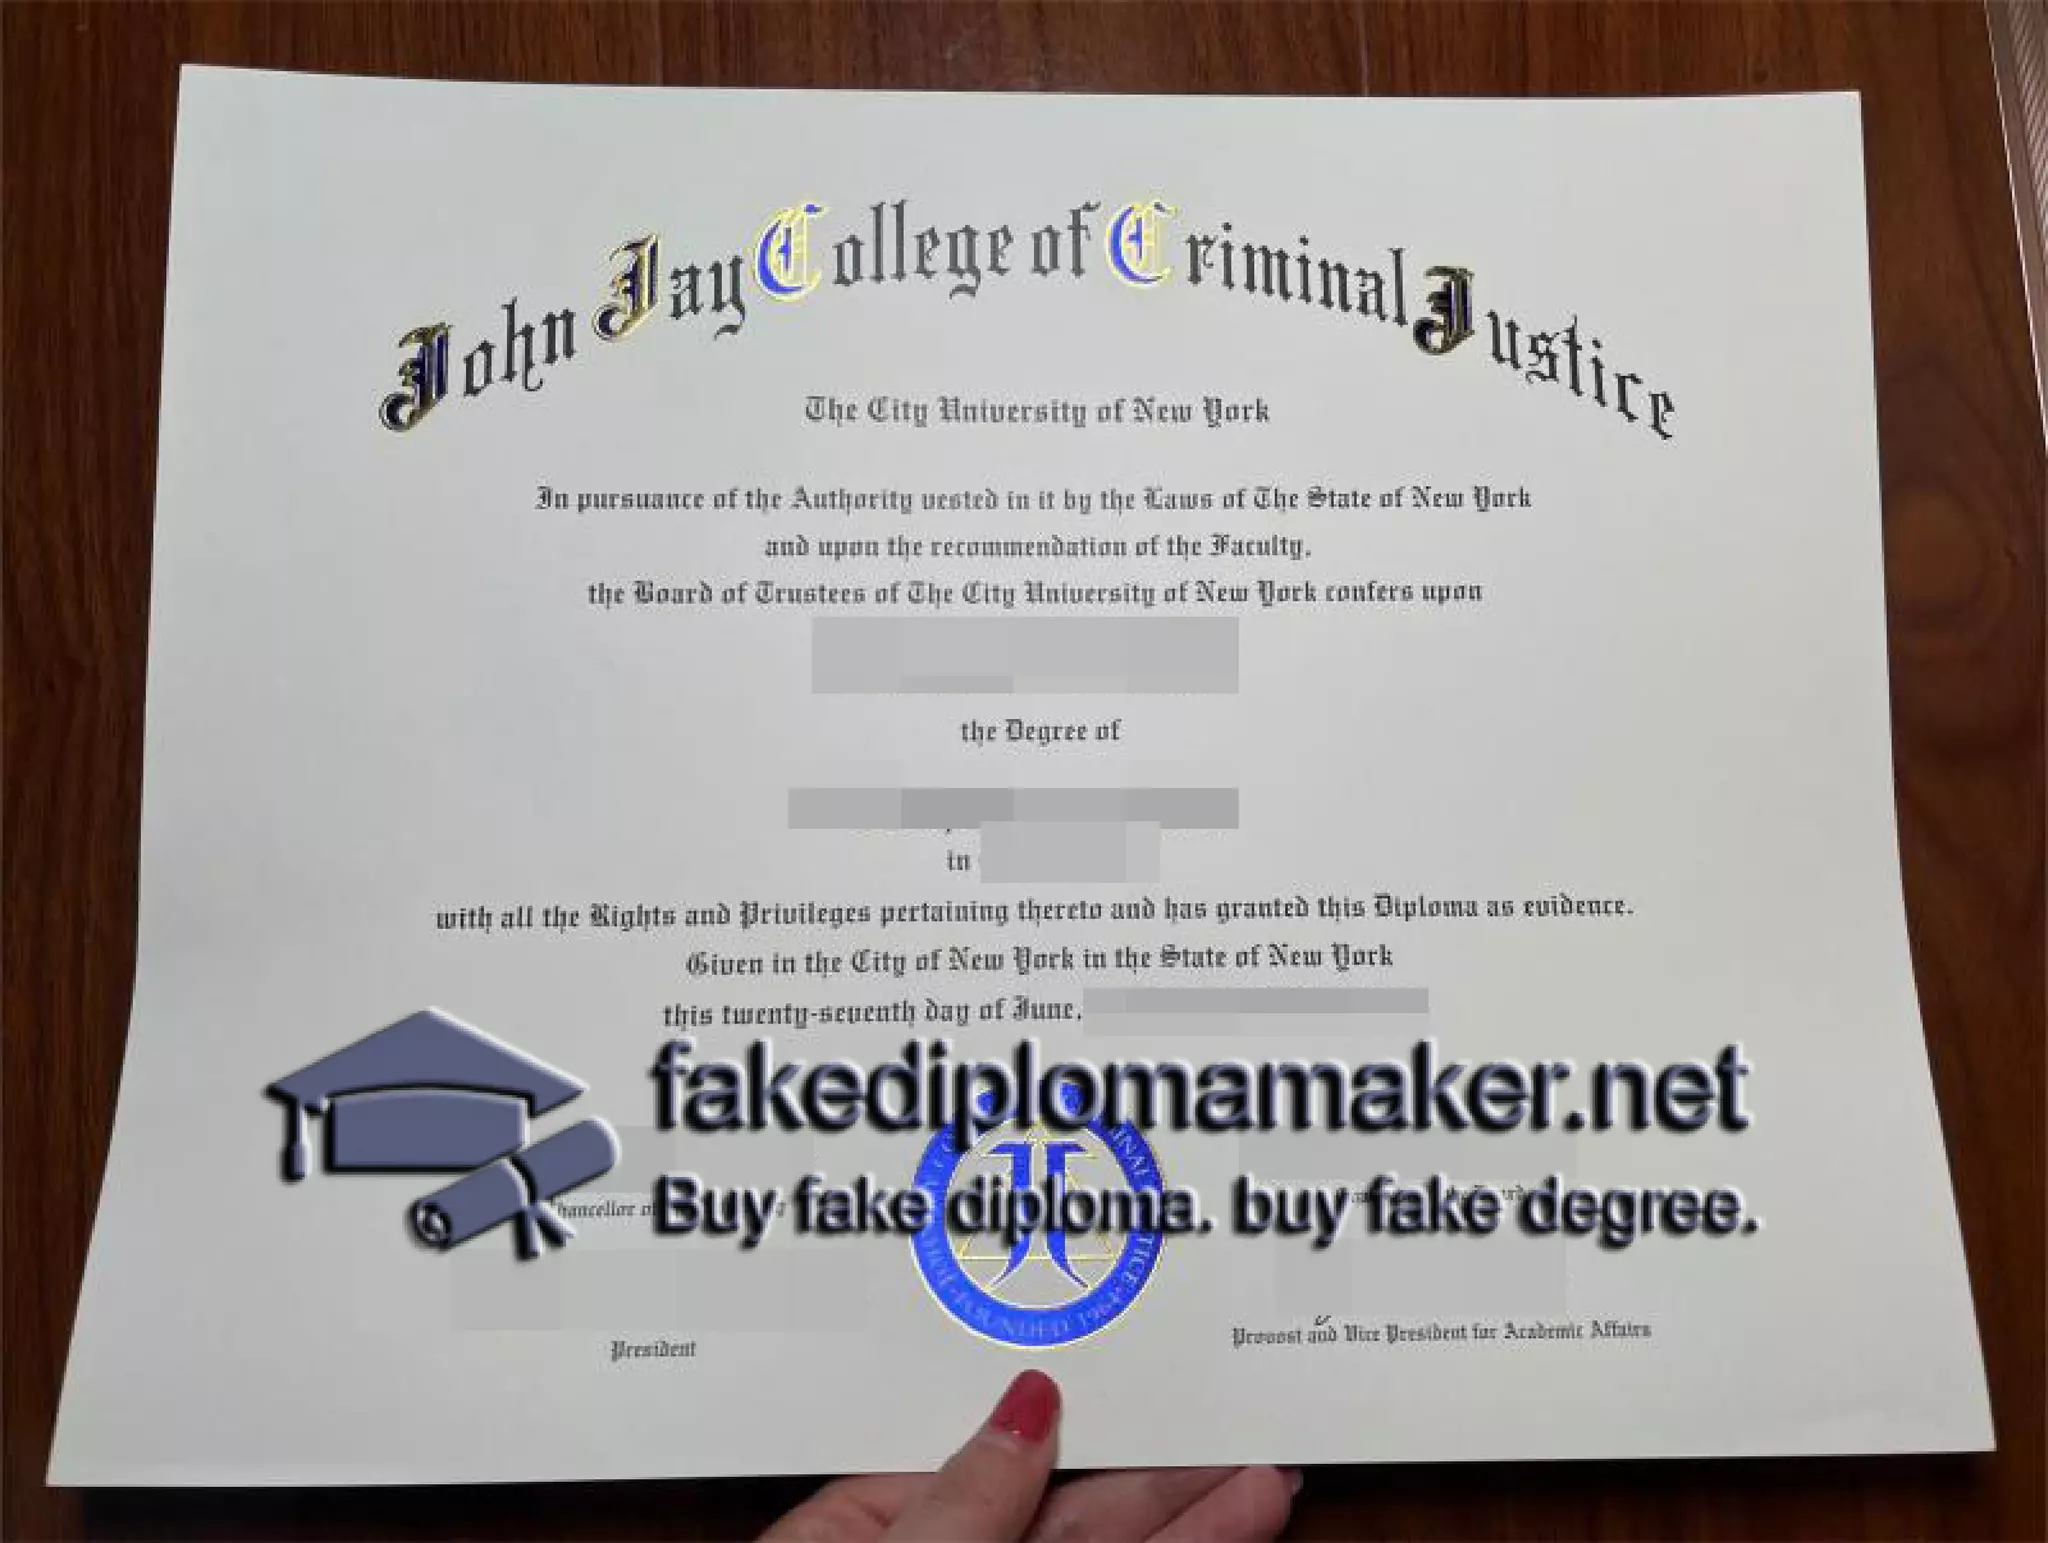 John Jay College of Criminal Justice
The City University of New York
In pursuance of the Authority vested in it by the Laws of The State of New York
and upon the recommendation of the Faculty,
the Board of Trustees of The City University of New York confers upon
the Degree of
in
with all the Rights and Privileges pertaining thereto and has granted this Diploma as evidence.
Given in the City of New York in the State of New York
this twenty-seventh day of June,
fakediplomamaker.net
Buy fake diploma. buy fake degree.
FOUNDED 1964
President
Provost and Vice President for Academic Affairs